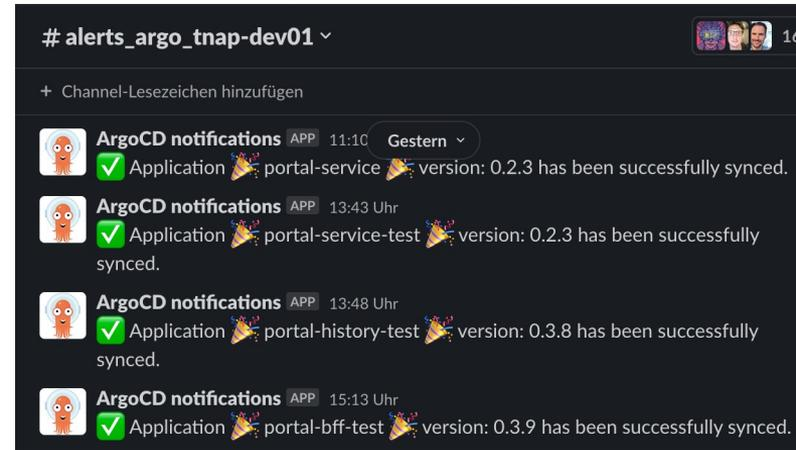 # alerts_argo_tnap-dev01
16
+ Channel-Lesezeichen hinzufügen
ArgoCD notifications APP 11:10
Gestern
✅ Application 🎉 portal-service 🎉 version: 0.2.3 has been successfully synced.
ArgoCD notifications APP 13:43 Uhr
✅ Application 🎉 portal-service-test 🎉 version: 0.2.3 has been successfully
synced.
ArgoCD notifications APP 13:48 Uhr
✅ Application 🎉 portal-history-test 🎉 version: 0.3.8 has been successfully
synced.
ArgoCD notifications APP 15:13 Uhr
✅ Application 🎉 portal-bff-test 🎉 version: 0.3.9 has been successfully synced.